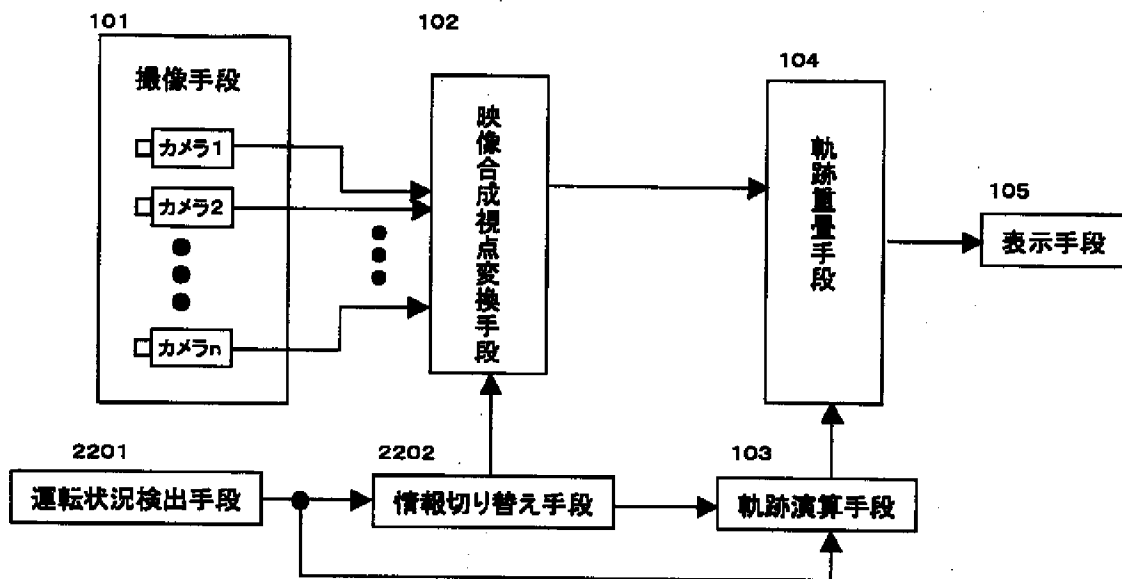 101
撮像手段
カメラ1
カメラ2
カメラn
102
映像合成視点変換手段
104
軌跡重畳手段
105
表示手段
2201
運転状況検出手段
2202
情報切り替え手段
103
軌跡演算手段